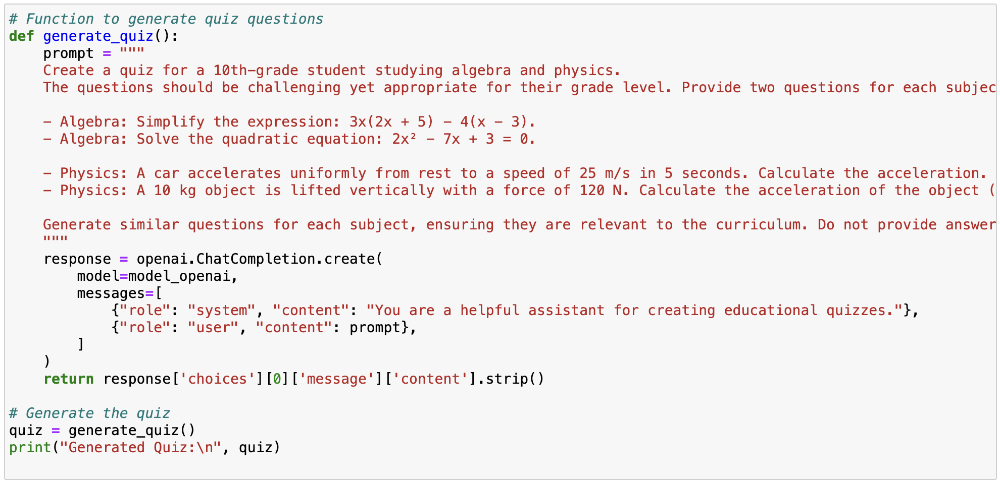 # Function to generate quiz questions
def generate_quiz():
    prompt = """
    Create a quiz for a 10th-grade student studying algebra and physics.
    The questions should be challenging yet appropriate for their grade level. Provide two questions for each subjec

    - Algebra: Simplify the expression: 3x(2x + 5) - 4(x - 3).
    - Algebra: Solve the quadratic equation: 2x² - 7x + 3 = 0.

    - Physics: A car accelerates uniformly from rest to a speed of 25 m/s in 5 seconds. Calculate the acceleration.
    - Physics: A 10 kg object is lifted vertically with a force of 120 N. Calculate the acceleration of the object (

    Generate similar questions for each subject, ensuring they are relevant to the curriculum. Do not provide answer
    """
    response = openai.ChatCompletion.create(
        model=model_openai,
        messages=[
            {"role": "system", "content": "You are a helpful assistant for creating educational quizzes."},
            {"role": "user", "content": prompt},
        ]
    )
    return response['choices'][0]['message']['content'].strip()

# Generate the quiz
quiz = generate_quiz()
print("Generated Quiz:\n", quiz)